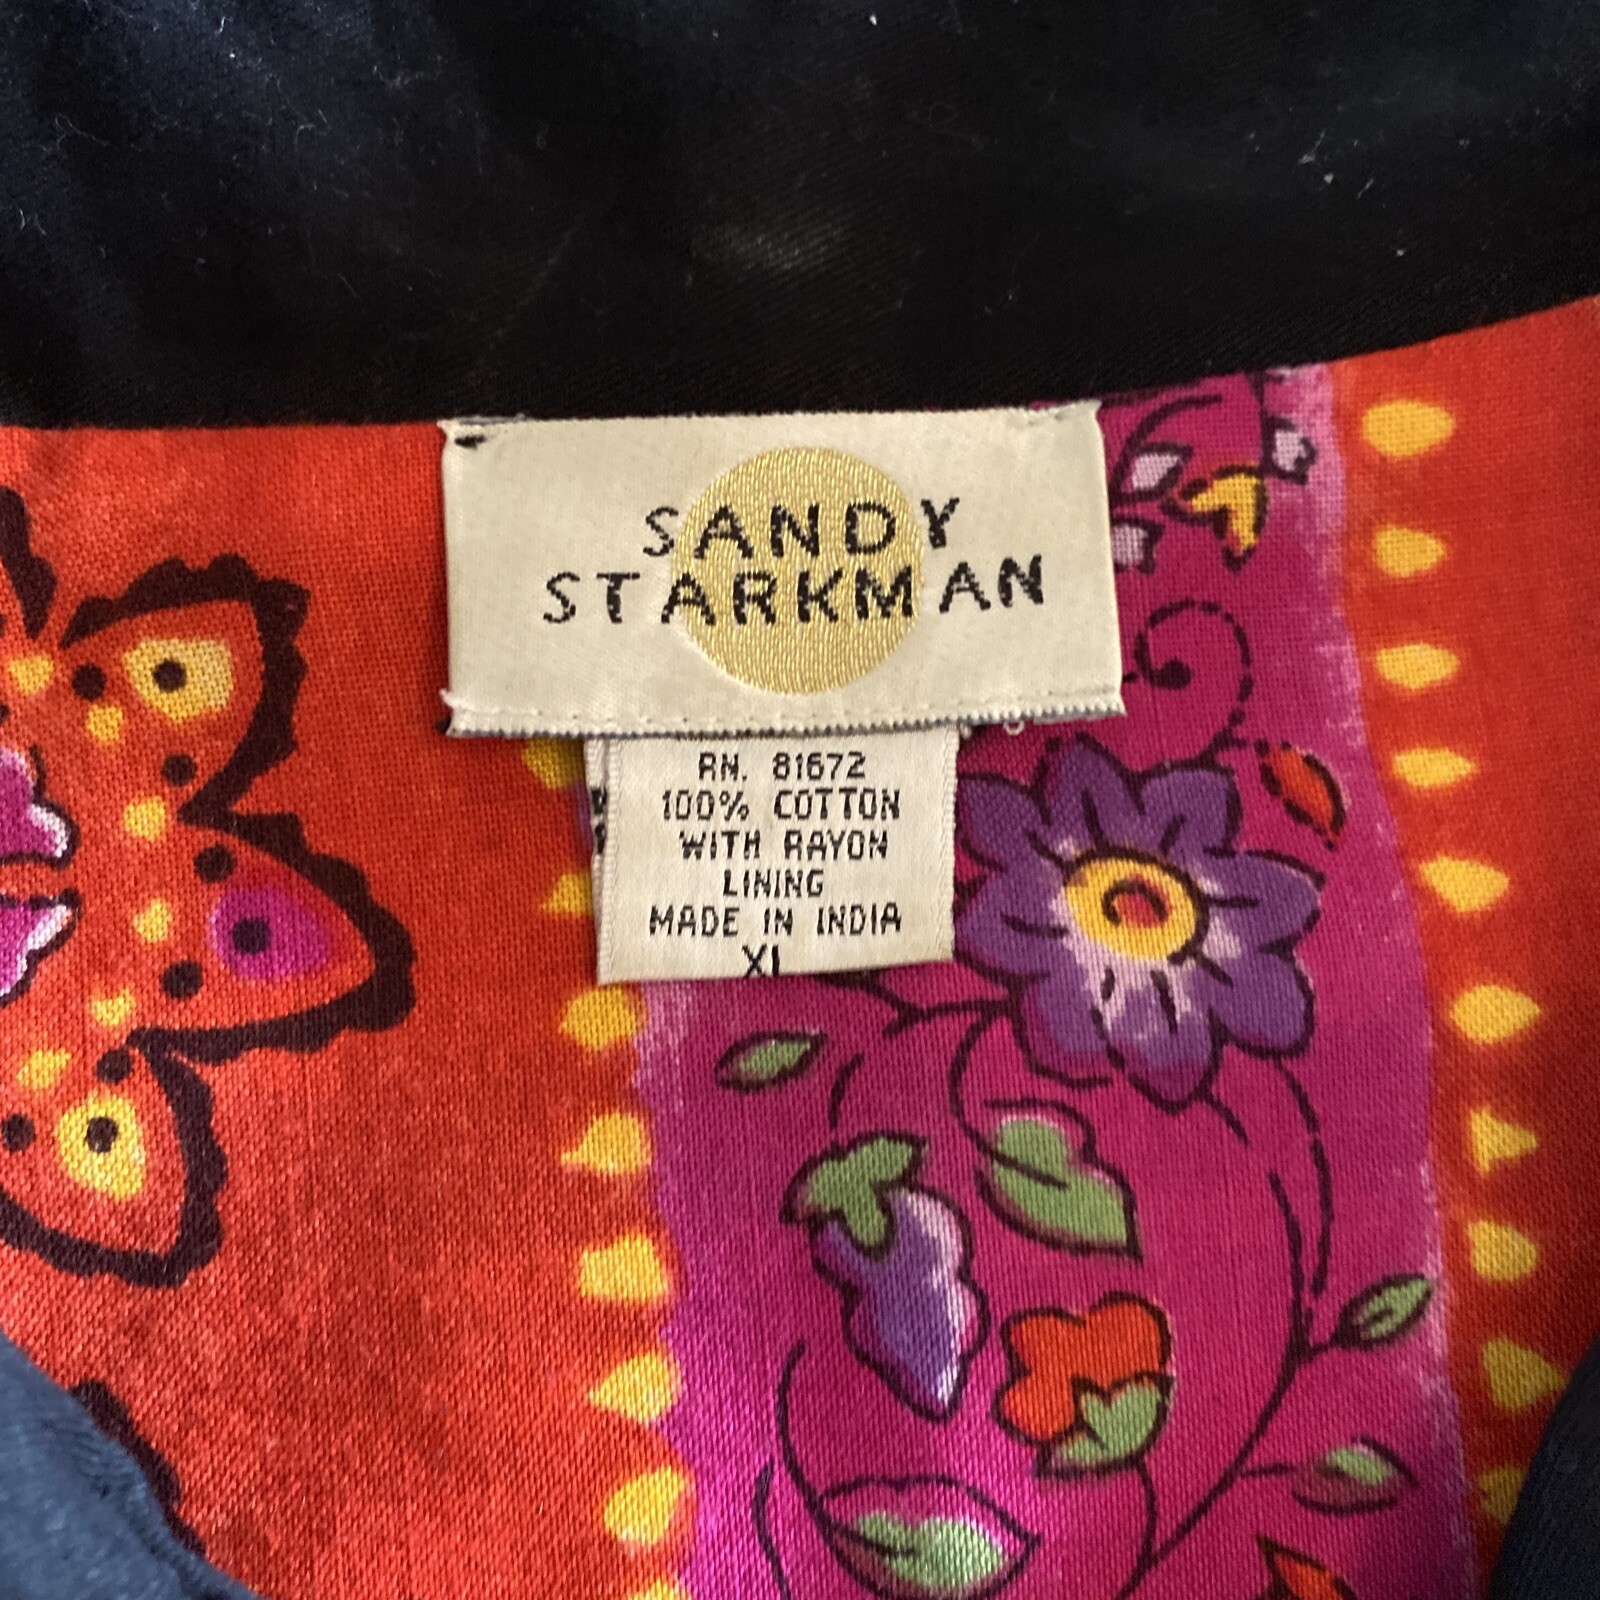 SANDY
STARKMAN
RN. 81672
100% COTTON
WITH RAYON
LINING
MADE IN INDIA
XL